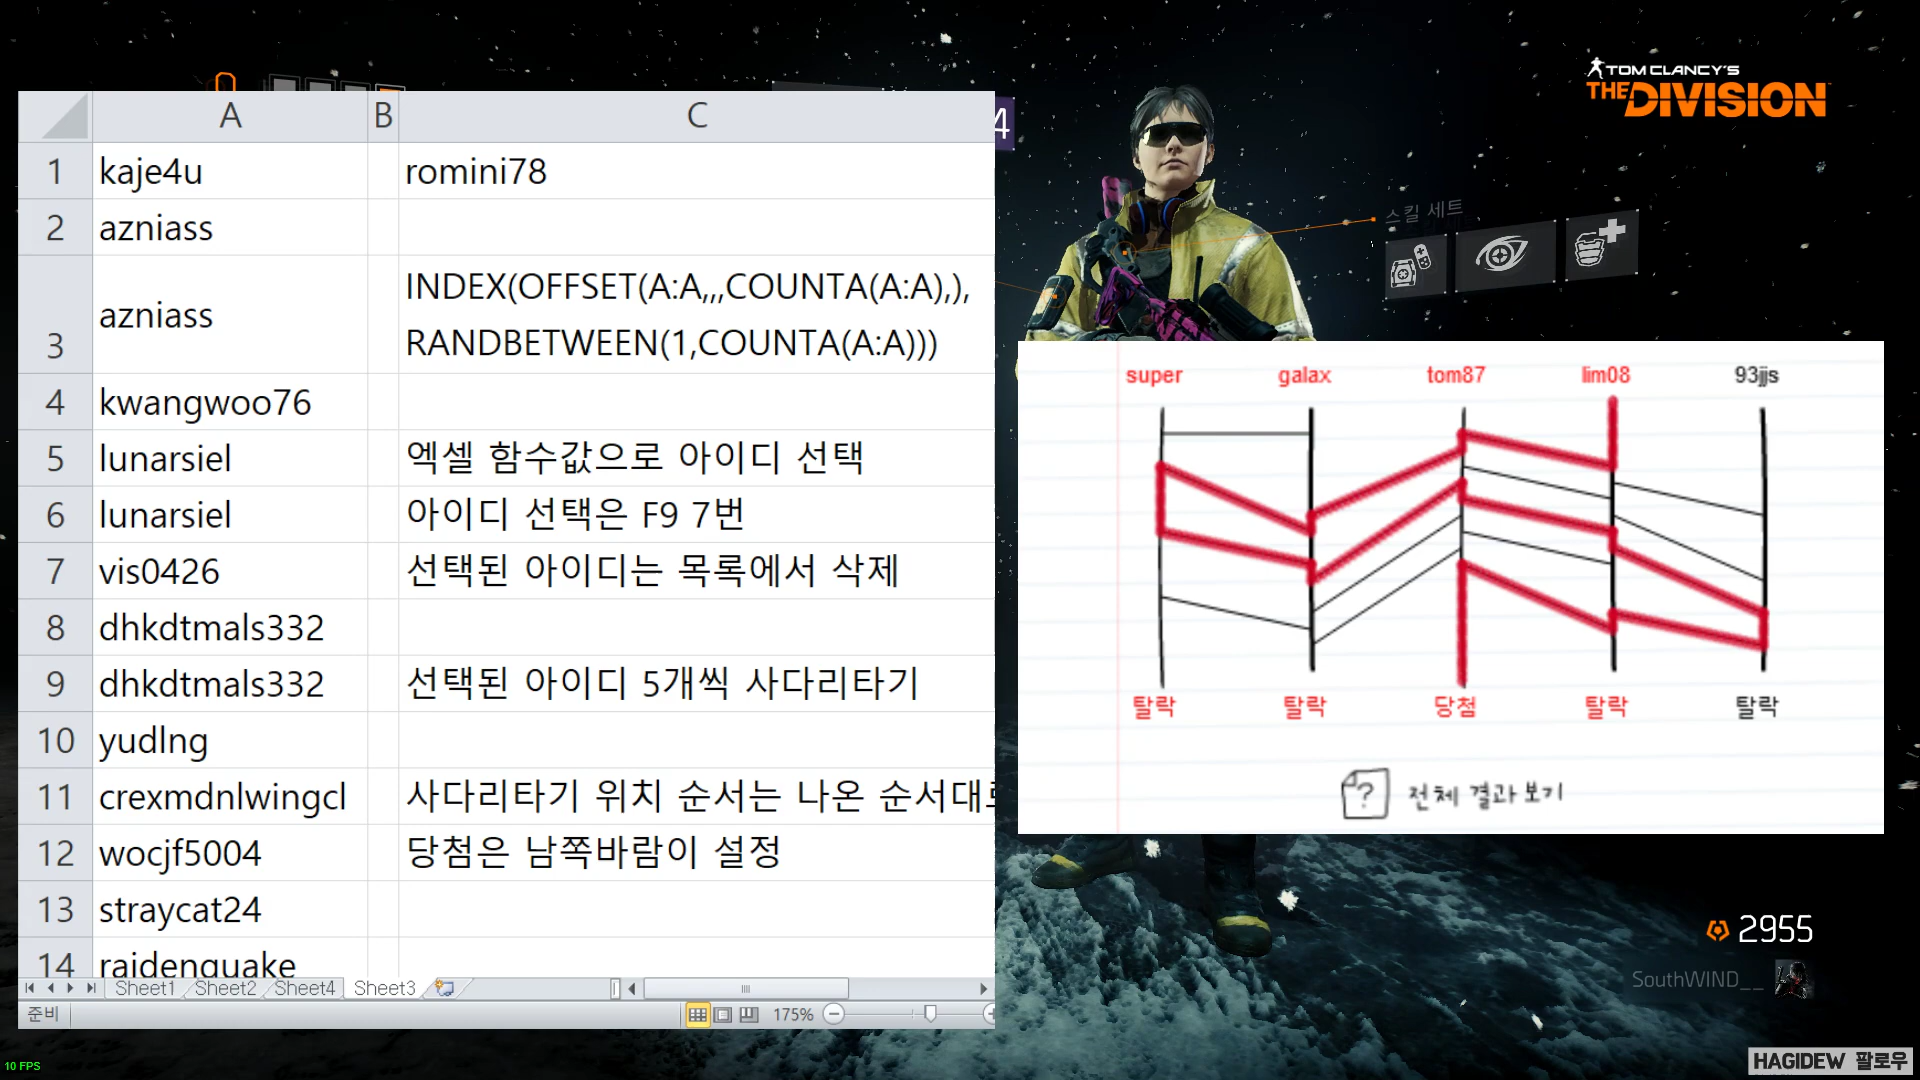 TOM CLANCY'S
THE DIVISION
A B C
1 kaje4u romini78
2 azniass
3 azniass INDEX(OFFSET(A:A,,,COUNTA(A:A),),
RANDBETWEEN(1,COUNTA(A:A)))
4 kwangwoo76
5 lunarsiel 엑셀 함수값으로 아이디 선택
6 lunarsiel 아이디 선택은 F9 7번
7 vis0426 선택된 아이디는 목록에서 삭제
8 dhkdtmals332
9 dhkdtmals332 선택된 아이디 5개씩 사다리타기
10 yudlng
11 crexmdnlwingcl 사다리타기 위치 순서는 나온 순서대로
12 wocjf5004 당첨은 남쪽바람이 설정
13 straycat24
14 raidenquake
Sheet1 Sheet2 Sheet4 Sheet3
준비 175%
4
스킬 세트
super galax tom87 lim08 93jjs
탈락 탈락 당첨 탈락 탈락
? 전체 결과 보기
2955
SouthWIND__
10 FPS
HAGIDEW 팔로우